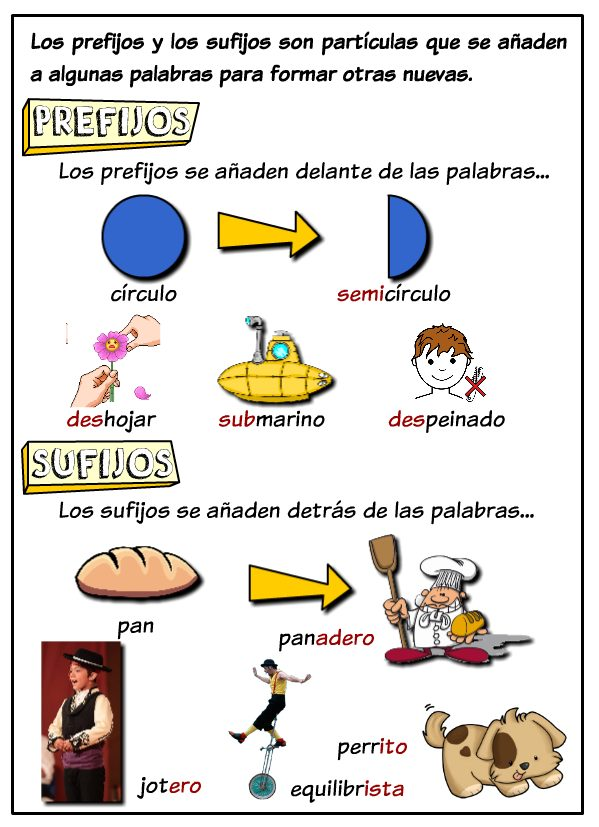 Los prefijos y los sufijos son partículas que se añaden
a algunas palabras para formar otras nuevas.
PREFIJOS
Los prefijos se añaden delante de las palabras...
círculo
semicírculo
deshojar
submarino
despeinado
SUFIJOS
Los sufijos se añaden detrás de las palabras...
pan
panadero
perrito
jotero
equilibrista